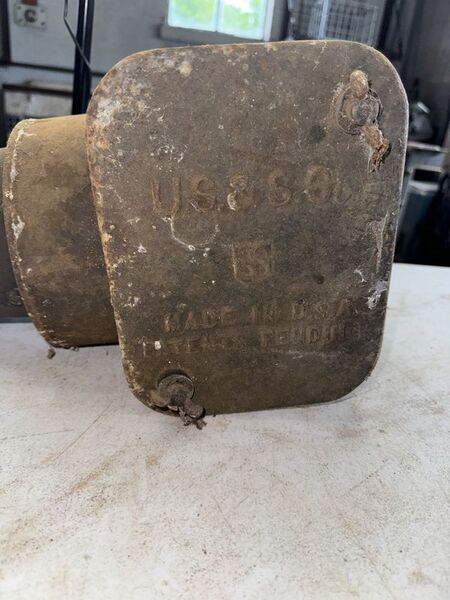 U.S.& S. Co.
US
MADE IN U.S.A.
PATENTS PENDING